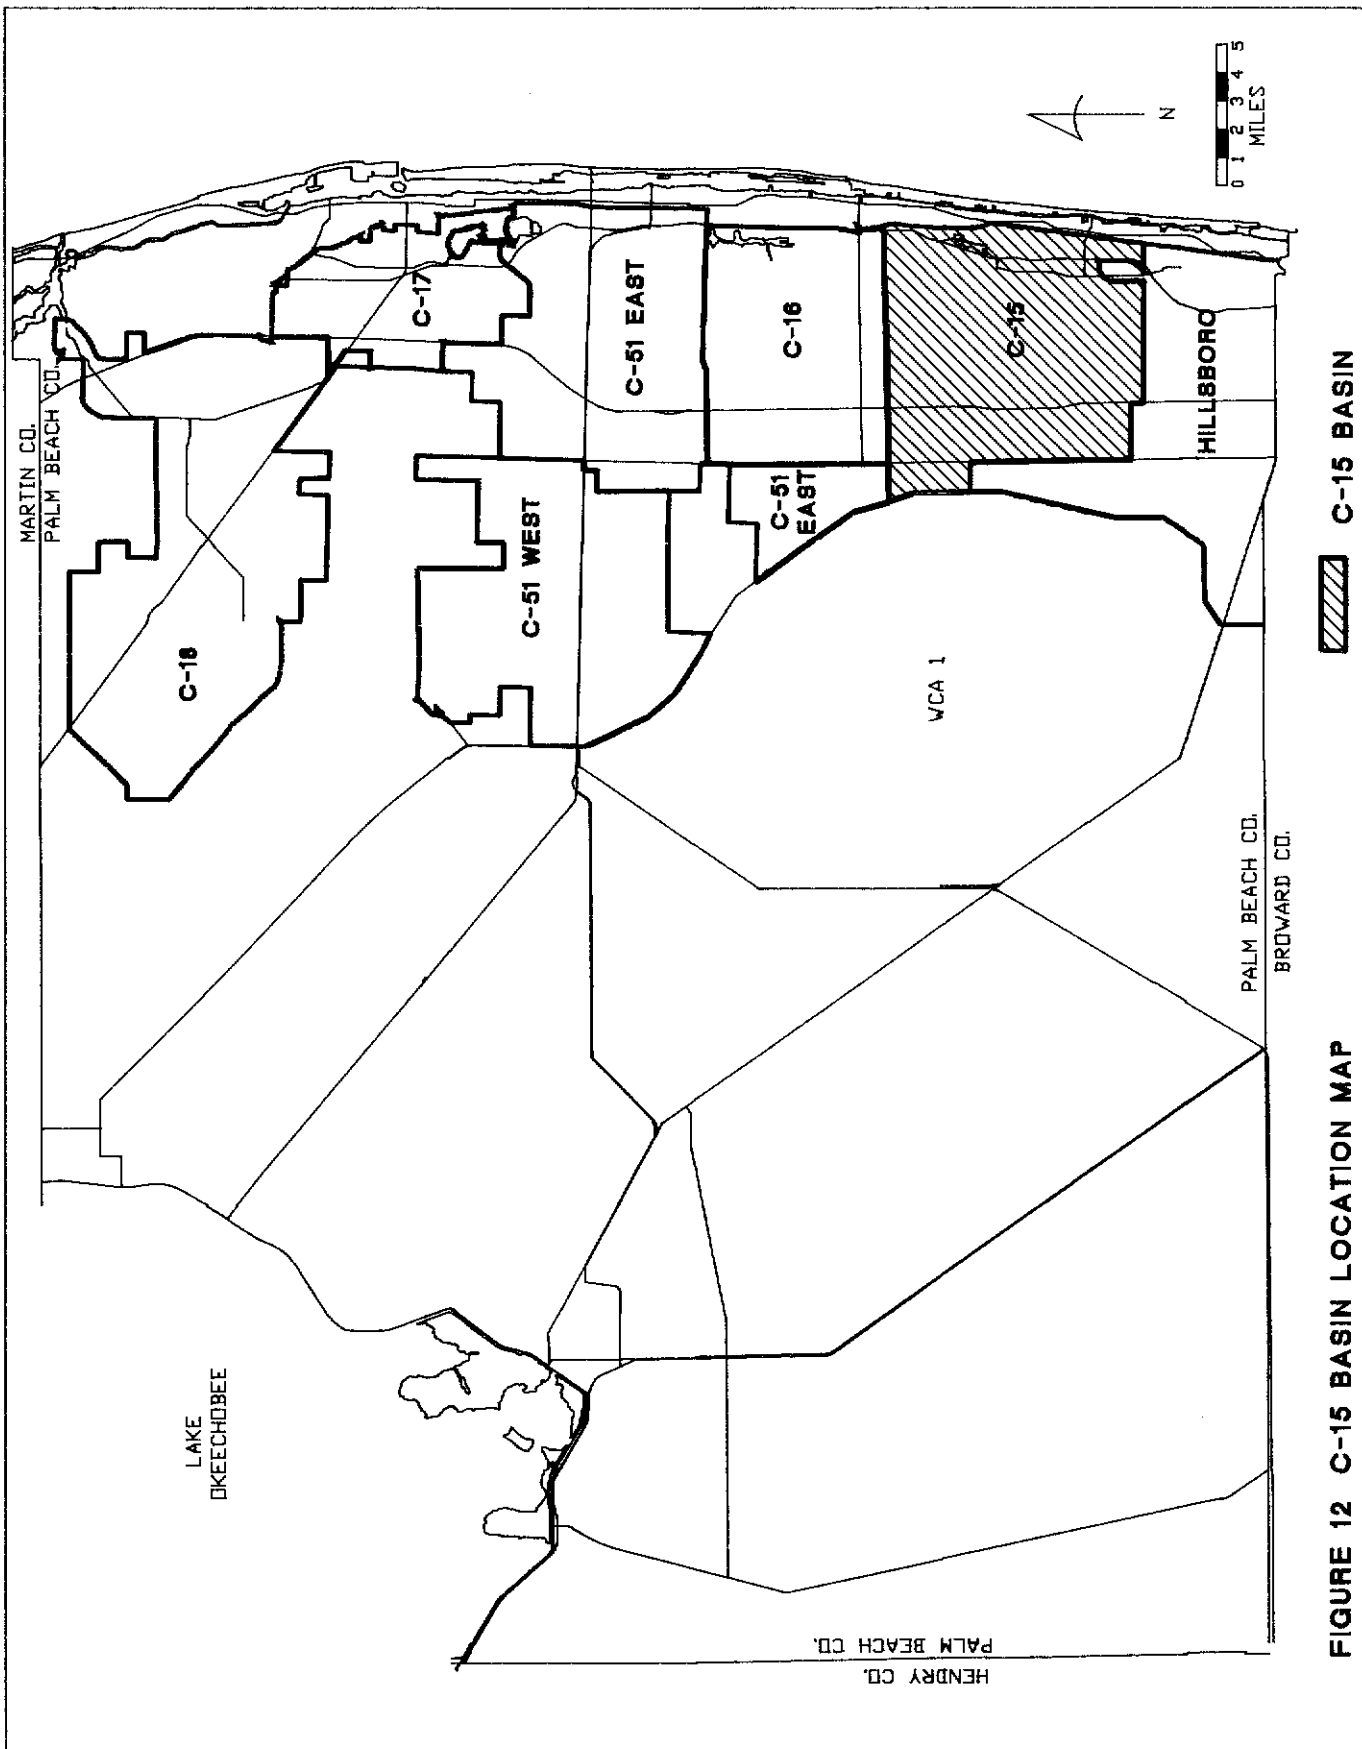 MARTIN CO.
PALM BEACH CO.
LAKE
OKEECHOBEE
C-18
C-17
C-51 WEST
C-51 EAST
C-51
EAST
C-16
C-15
WCA 1
HILLSBORO
HENDRY CO.
PALM BEACH CO.
PALM BEACH CO.
BROWARD CO.
N
0 1 2 3 4 5
MILES
C-15 BASIN
FIGURE 12 C-15 BASIN LOCATION MAP